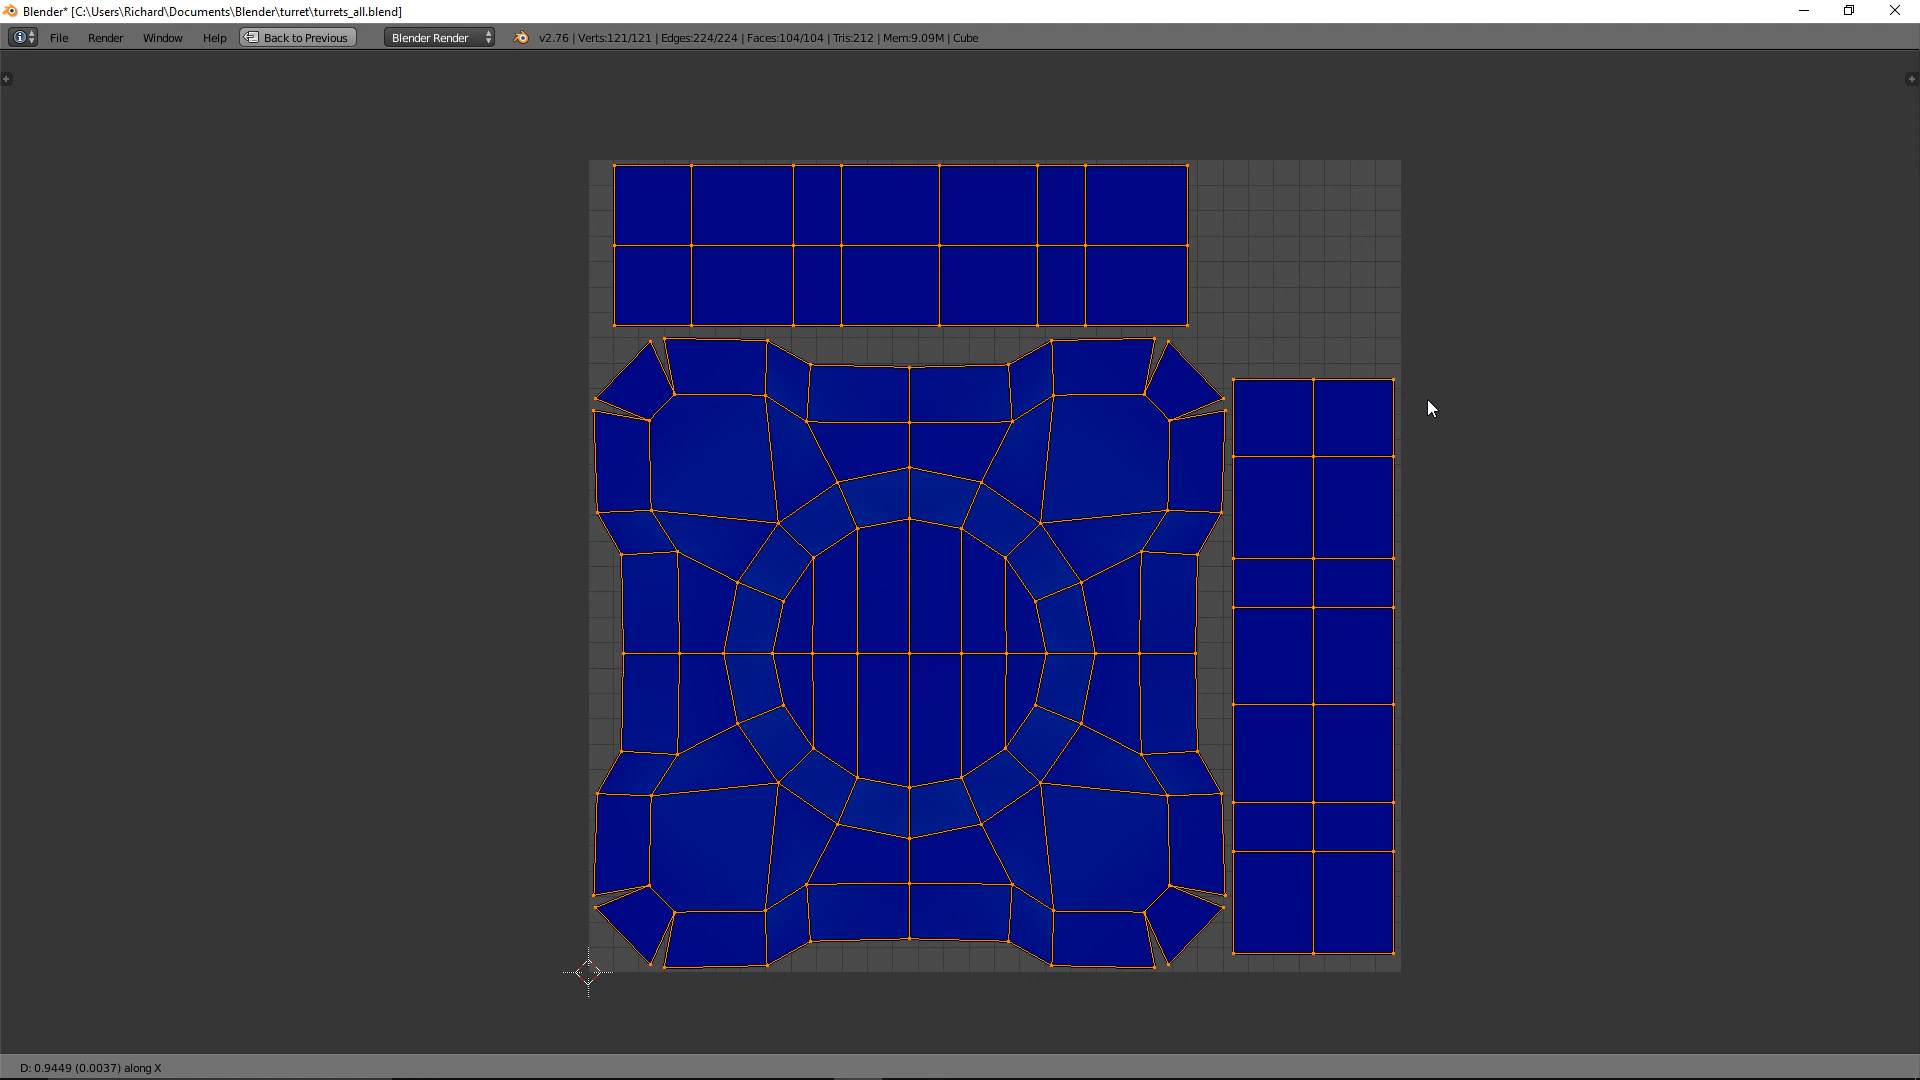 Blender* [C:\Users\Richard\Documents\Blender\turret\turrets_all.blend]
File Render Window Help Back to Previous Blender Render v2.76 | Verts:121/121 | Edges:224/224 | Faces:104/104 | Tris:212 | Mem:9.09M | Cube
D: 0.9449 (0.0037) along X